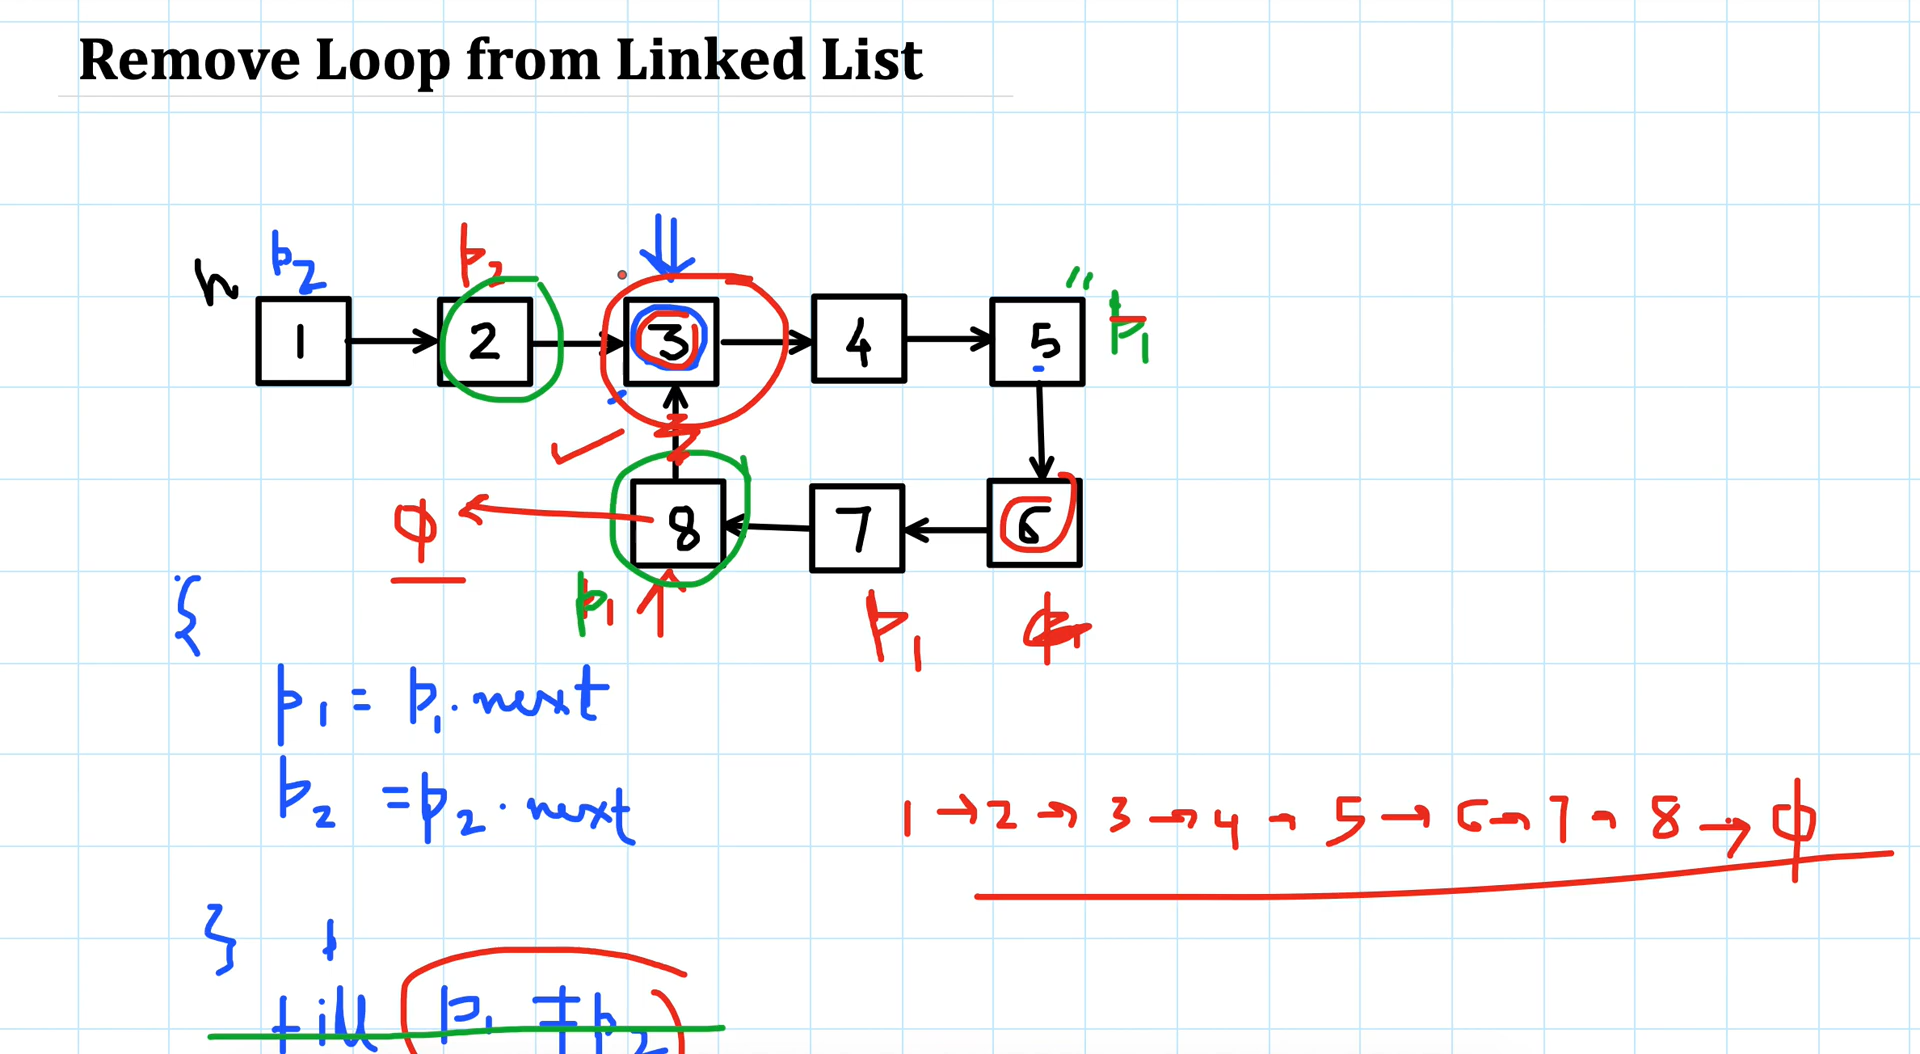 Remove Loop from Linked List
h p2 p2
1 2 3 4 5 p1
ϕ 8 7 6
p1 p1
{
p1 = p1.next
p2 = p2.next
1 → 2 → 3 → 4 → 5 → 6 → 7 → 8 → ϕ
}
till p1 ≠ p2